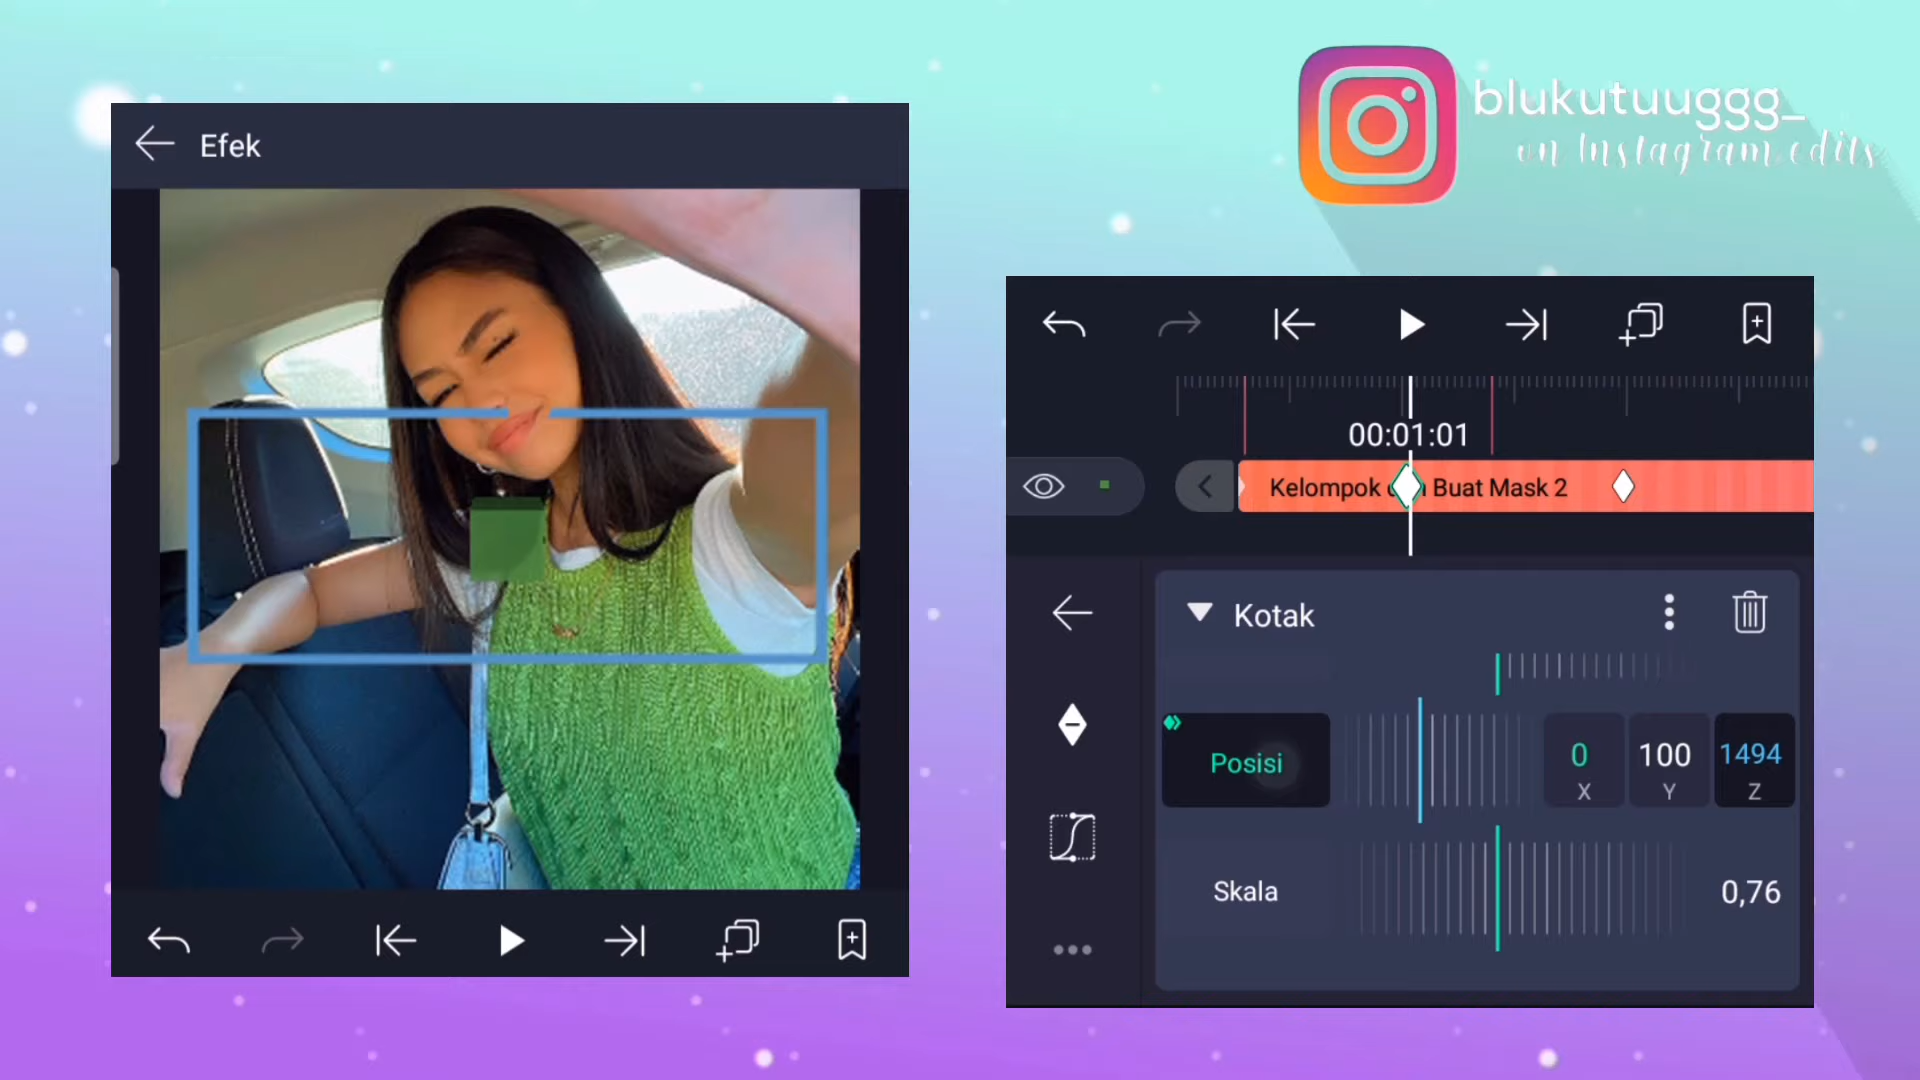 blukutuuggg_
on Instagram.edits
Efek
00:01:01
Kelompok d
Buat Mask 2
Kotak
Posisi
0
100
1494
X
Y
Z
Skala
0,76